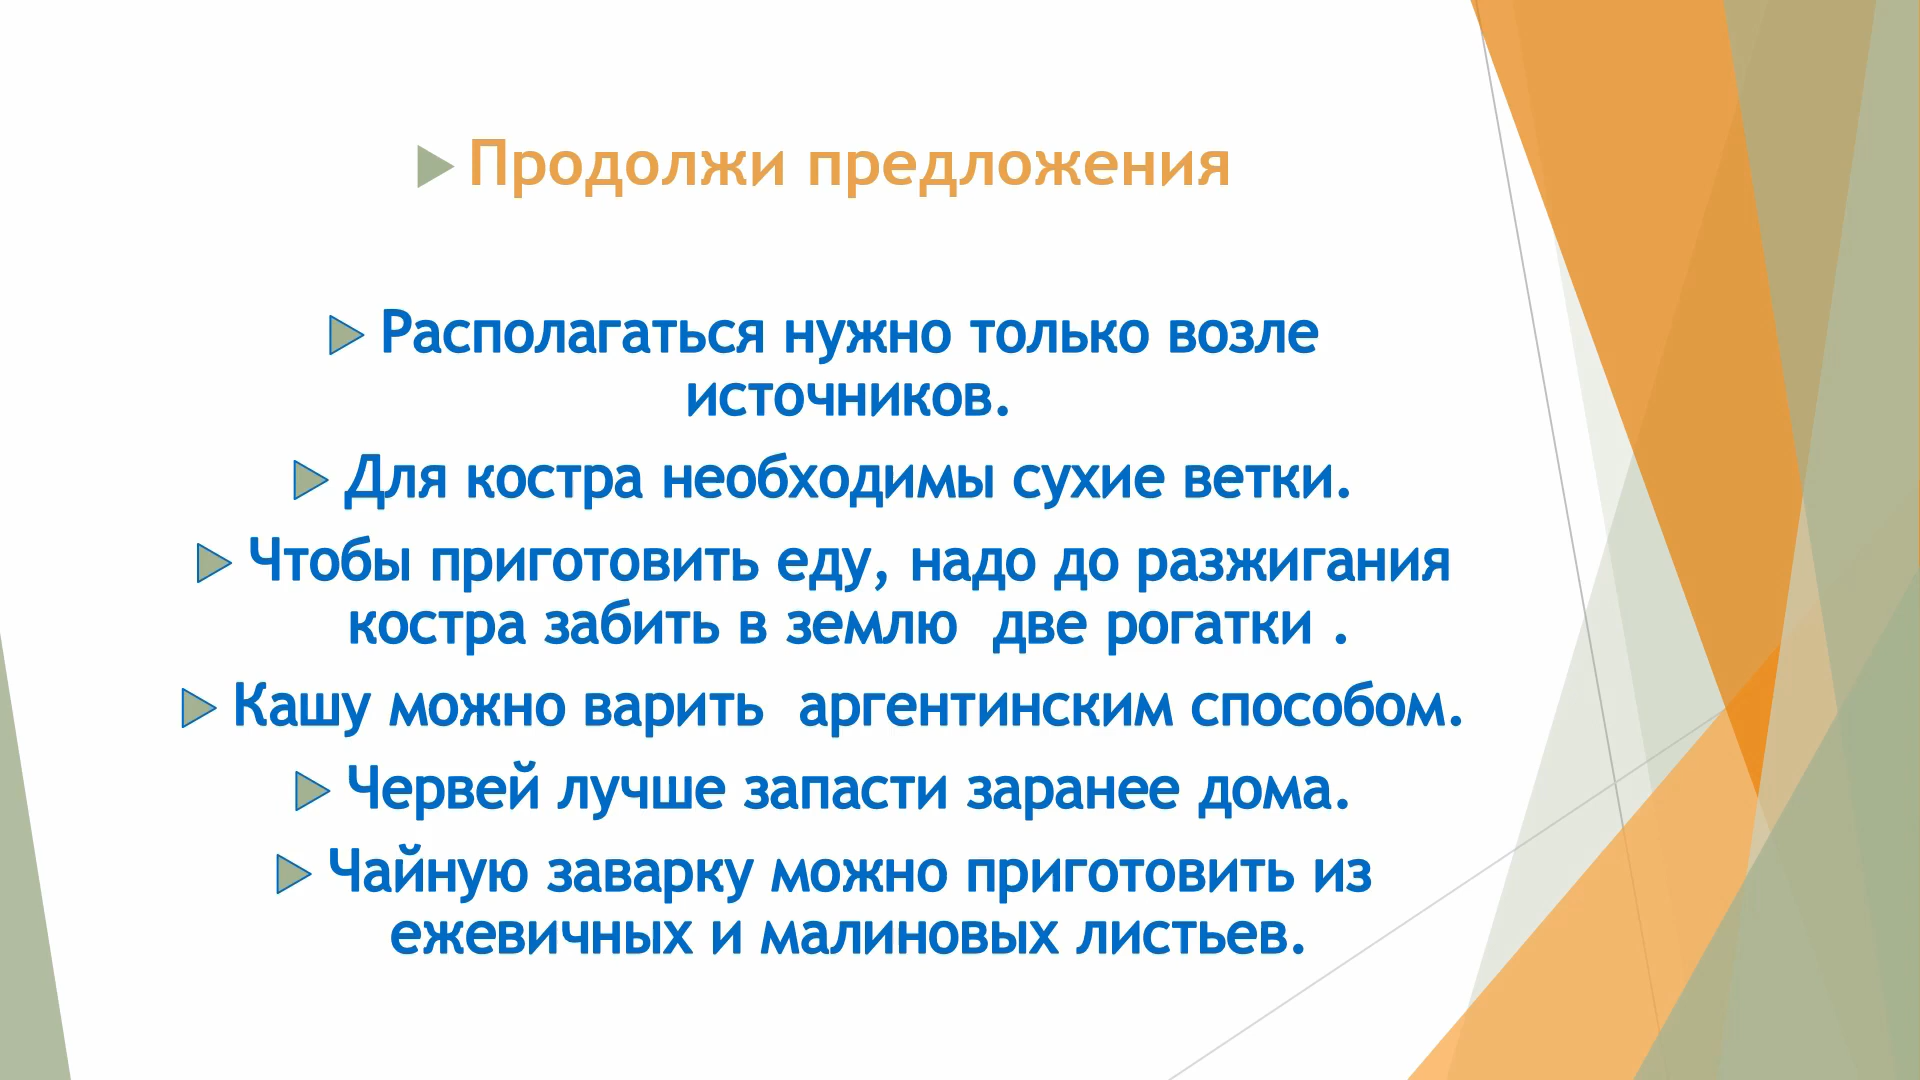 Продолжи предложения
Располагаться нужно только возле
источников.
Для костра необходимы сухие ветки.
Чтобы приготовить еду, надо до разжигания
костра забить в землю  две рогатки .
Кашу можно варить  аргентинским способом.
Червей лучше запасти заранее дома.
Чайную заварку можно приготовить из
ежевичных и малиновых листьев.